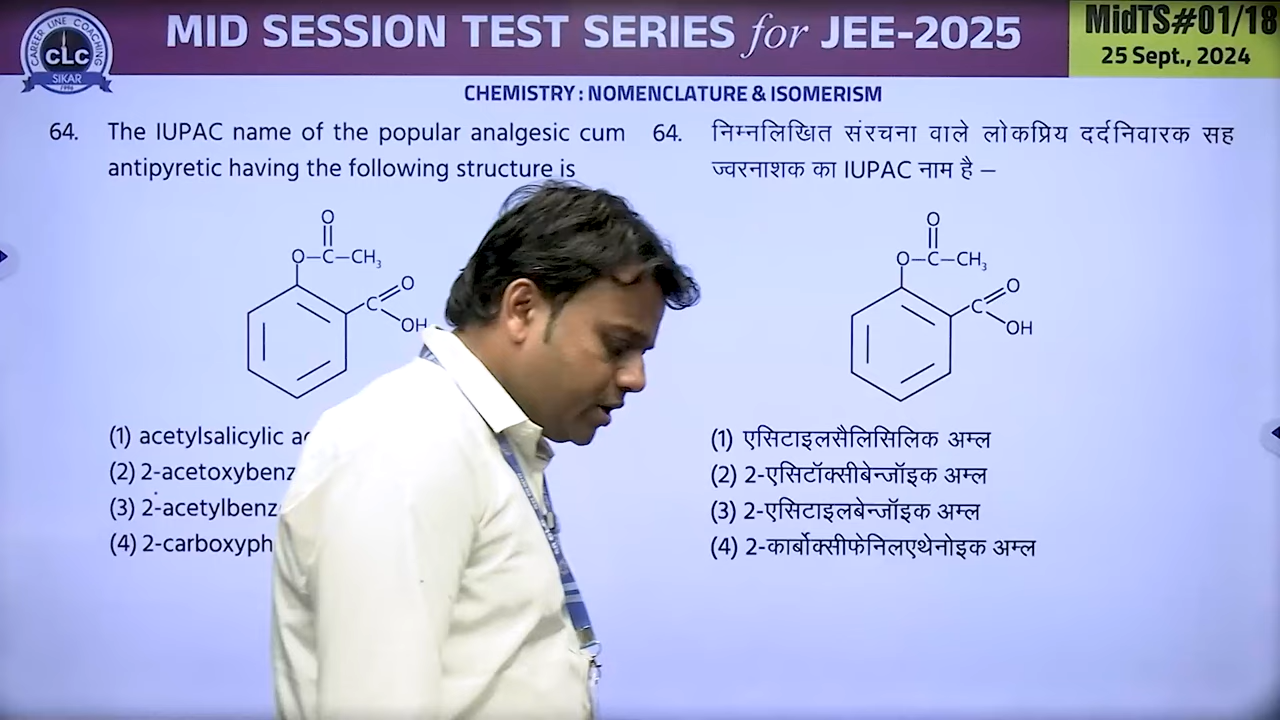 MID SESSION TEST SERIES for JEE-2025
MidTS#01/18
25 Sept., 2024
CAREER LINE COACHING
CLC
SIKAR
1996
CHEMISTRY : NOMENCLATURE & ISOMERISM
64. The IUPAC name of the popular analgesic cum
antipyretic having the following structure is
O
O–C–CH3
C
O
OH
(1) acetylsalicylic
(2) 2-acetoxybenz
(3) 2-acetylbenz
(4) 2-carboxyph
64. निम्नलिखित संरचना वाले लोकप्रिय दर्दनिवारक सह
ज्वरनाशक का IUPAC नाम है –
O
O–C–CH3
C
O
OH
(1) एसिटाइलसैलिसिलिक अम्ल
(2) 2-एसिटॉक्सीबेन्जॉइक अम्ल
(3) 2-एसिटाइलबेन्जॉइक अम्ल
(4) 2-कार्बोक्सीफेनिलएथेनोइक अम्ल